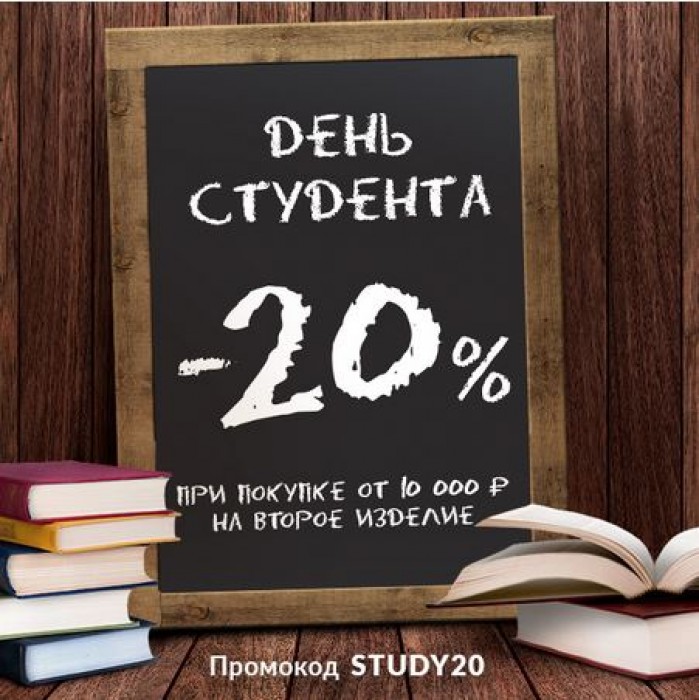 ДЕНЬ
СТУДЕНТА
-20%
ПРИ ПОКУПКЕ ОТ 10 000 ₽
НА ВТОРОЕ ИЗДЕЛИЕ
Промокод STUDY20